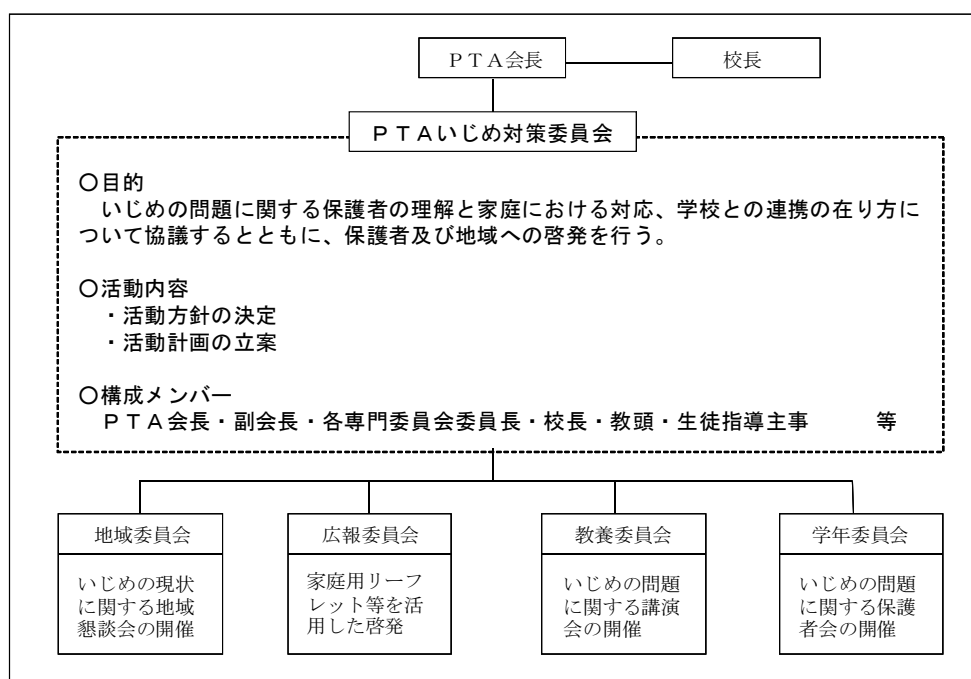 ＰＴＡ会長
校長
ＰＴＡいじめ対策委員会
○目的
いじめの問題に関する保護者の理解と家庭における対応、学校との連携の在り方に
ついて協議するとともに、保護者及び地域への啓発を行う。
○活動内容
・活動方針の決定
・活動計画の立案
○構成メンバー
ＰＴＡ会長・副会長・各専門委員会委員長・校長・教頭・生徒指導主事　　　等
地域委員会
いじめの現状
に関する地域
懇談会の開催
広報委員会
家庭用リーフ
レット等を活
用した啓発
教養委員会
いじめの問題
に関する講演
会の開催
学年委員会
いじめの問題
に関する保護
者会の開催